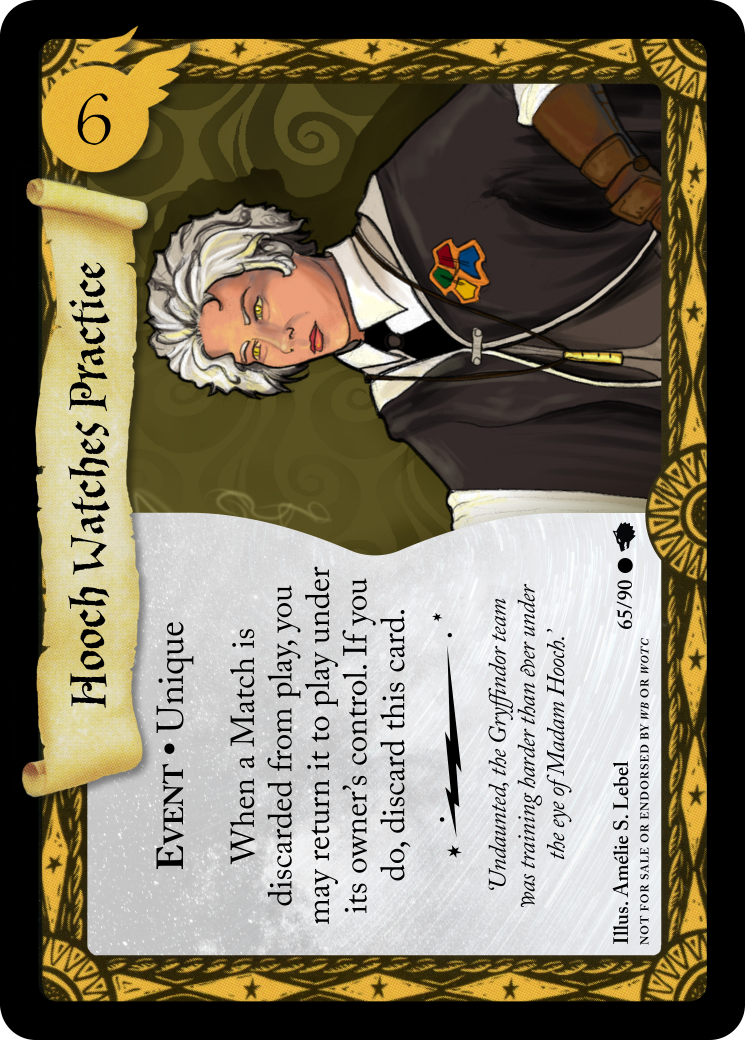 6
Hooch Watches Practice
EVENT • Unique
When a Match is
discarded from play, you
may return it to play under
its owner's control. If you
do, discard this card.
'Undaunted, the Gryffindor team
was training harder than ever under
the eye of Madam Hooch.'
Illus. Amélie S. Lebel
65/90
NOT FOR SALE OR ENDORSED BY WB OR WOTC